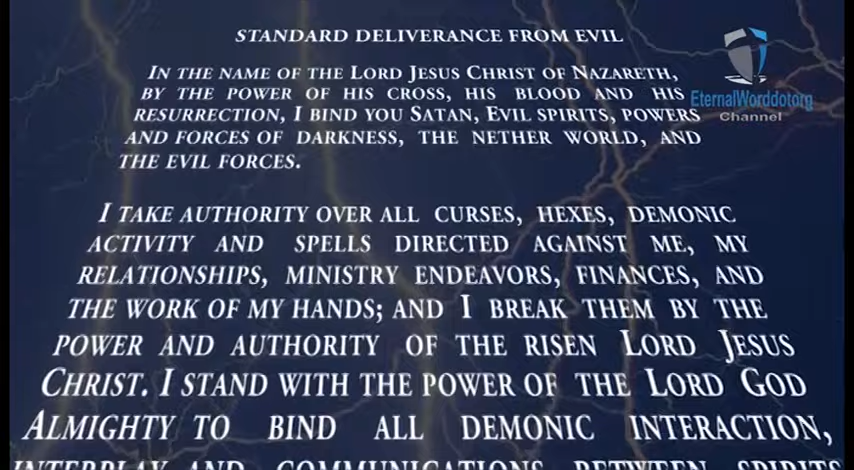 STANDARD DELIVERANCE FROM EVIL
IN THE NAME OF THE LORD JESUS CHRIST OF NAZARETH,
BY THE POWER OF HIS CROSS, HIS BLOOD AND HIS
RESURRECTION, I BIND YOU SATAN, EVIL SPIRITS, POWERS
AND FORCES OF DARKNESS, THE NETHER WORLD, AND
THE EVIL FORCES.
I TAKE AUTHORITY OVER ALL CURSES, HEXES, DEMONIC
ACTIVITY AND SPELLS DIRECTED AGAINST ME, MY
RELATIONSHIPS, MINISTRY ENDEAVORS, FINANCES, AND
THE WORK OF MY HANDS; AND I BREAK THEM BY THE
POWER AND AUTHORITY OF THE RISEN LORD JESUS
CHRIST. I STAND WITH THE POWER OF THE LORD GOD
ALMIGHTY TO BIND ALL DEMONIC INTERACTION,
INTERPLAY AND COMMUNICATIONS BETWEEN SPIRITS
EternalWorddotorg
Channel